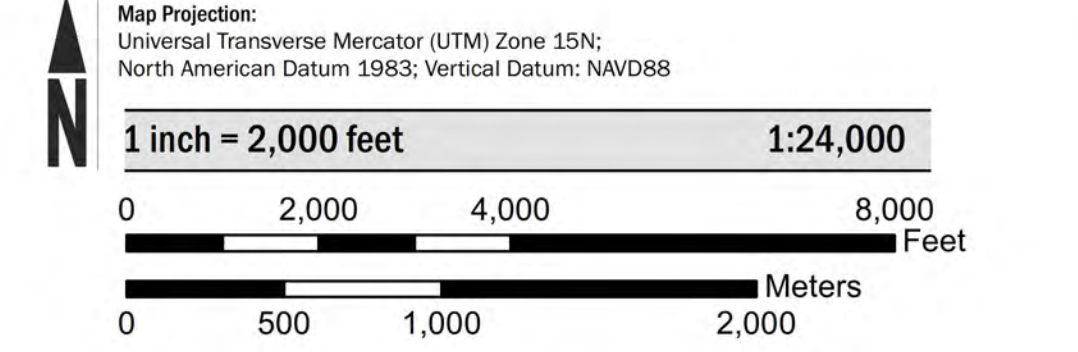 Map Projection:
Universal Transverse Mercator (UTM) Zone 15N;
North American Datum 1983; Vertical Datum: NAVD88
N
1 inch = 2,000 feet 1:24,000
0 2,000 4,000 8,000
Feet
Meters
0 500 1,000 2,000